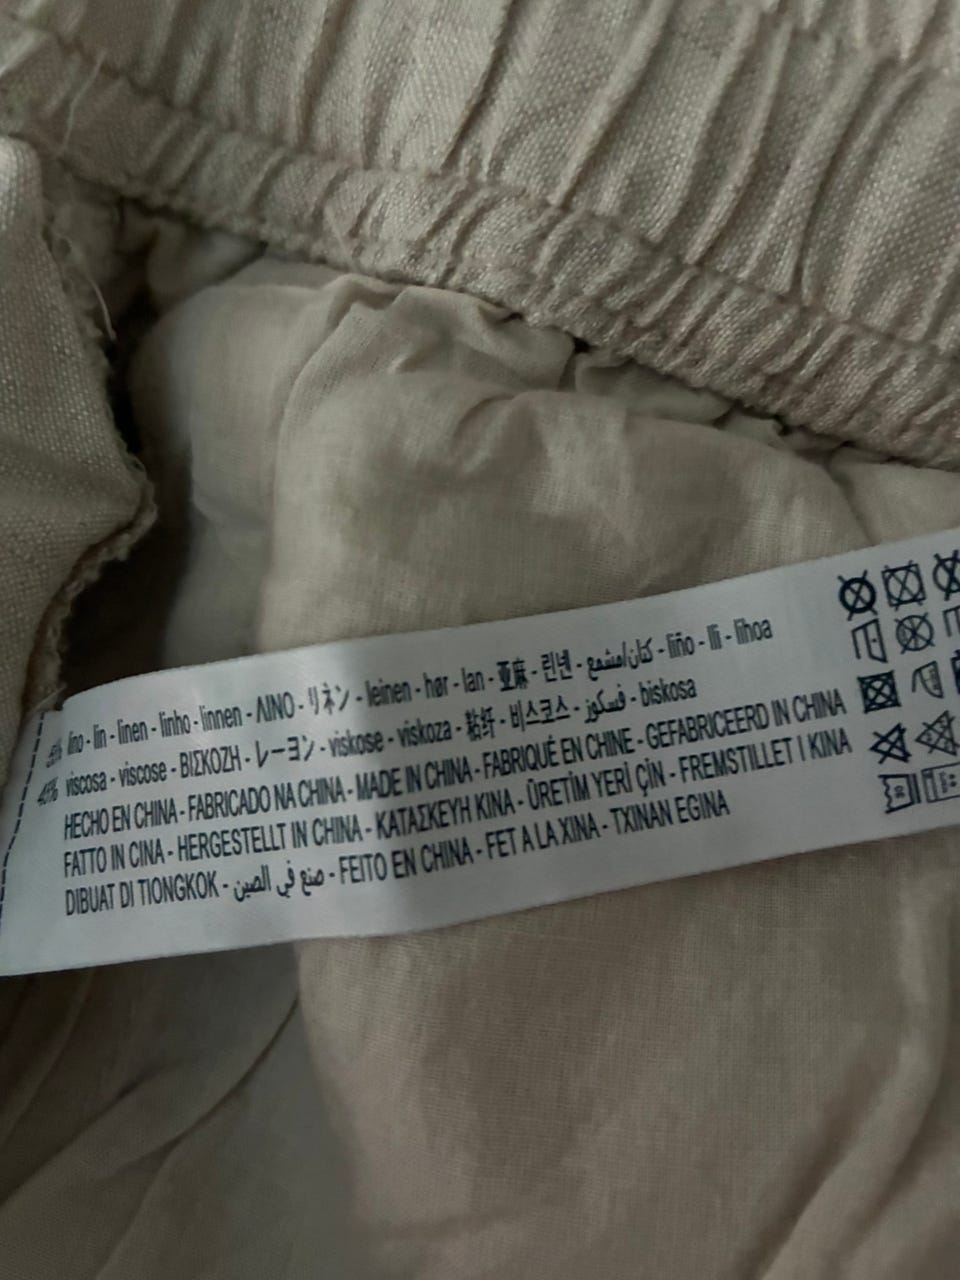 lino - lin - linen - linho - linnen - ΛΙΝΟ - リネン - leinen - hør - lan - 亚麻 - 린넨 - كتان/مشمع - liño - lli - lihoa
viscosa - viscose - ΒΙΣΚΟΖΗ - レーヨン - viskose - viskoza - 粘纤 - 비스코스 - فسكوز - biskosa
HECHO EN CHINA - FABRICADO NA CHINA - MADE IN CHINA - FABRIQUÉ EN CHINE - GEFABRICEERD IN CHINA
FATTO IN CINA - HERGESTELLT IN CHINA - ΚΑΤΑΣΚΕΥΗ ΚΙΝΑ - ÜRETİM YERİ ÇİN - FREMSTILLET I KINA
DIBUAT DI TIONGKOK - صنع في الصين - FEITO EN CHINA - FET A LA XINA - TXINAN EGINA